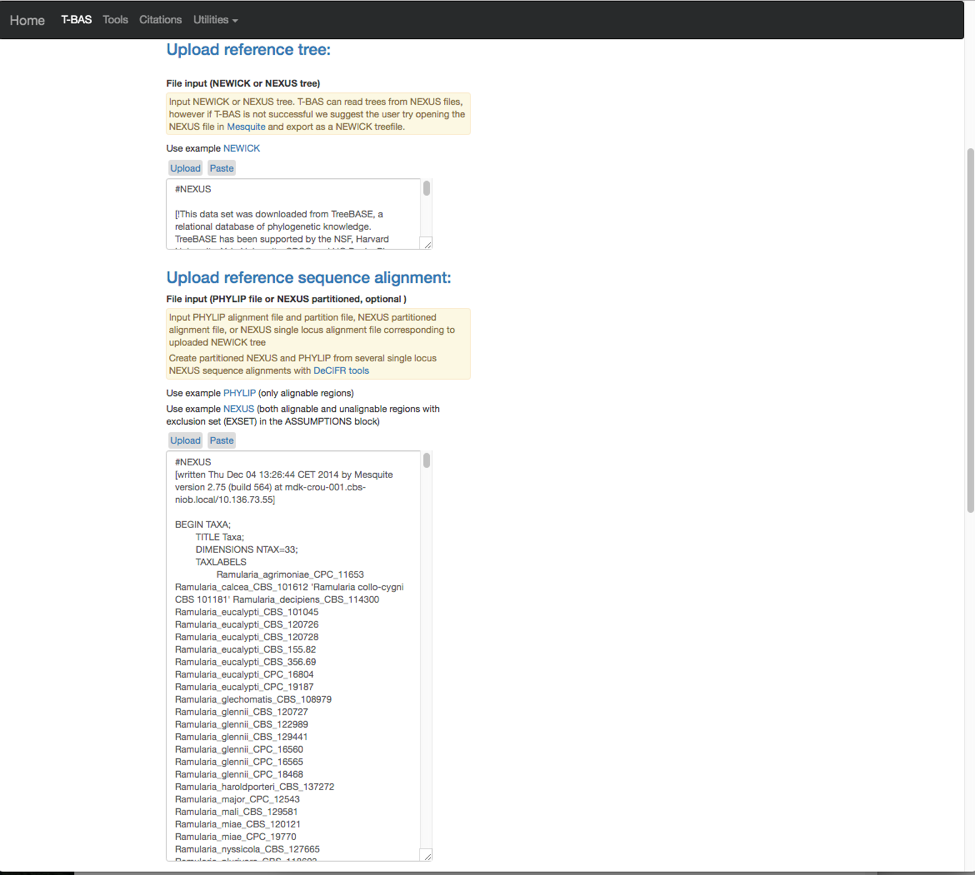 Home T-BAS Tools Citations Utilities
Upload reference tree:
File input (NEWICK or NEXUS tree)
Input NEWICK or NEXUS tree. T-BAS can read trees from NEXUS files,
however if T-BAS is not successful we suggest the user try opening the
NEXUS file in Mesquite and export as a NEWICK treefile.
Use example NEWICK
Upload Paste
#NEXUS
[!This data set was downloaded from TreeBASE, a
relational database of phylogenetic knowledge.
TreeBASE has been supported by the NSF, Harvard
Upload reference sequence alignment:
File input (PHYLIP file or NEXUS partitioned, optional )
Input PHYLIP alignment file and partition file, NEXUS partitioned
alignment file, or NEXUS single locus alignment file corresponding to
uploaded NEWICK tree
Create partitioned NEXUS and PHYLIP from several single locus
NEXUS sequence alignments with DeCIFR tools
Use example PHYLIP (only alignable regions)
Use example NEXUS (both alignable and unalignable regions with
exclusion set (EXSET) in the ASSUMPTIONS block)
Upload Paste
#NEXUS
[written Thu Dec 04 13:26:44 CET 2014 by Mesquite
version 2.75 (build 564) at mdk-crou-001.cbs-
niob.local/10.136.73.55]
BEGIN TAXA;
TITLE Taxa;
DIMENSIONS NTAX=33;
TAXLABELS
Ramularia_agrimoniae_CPC_11653
Ramularia_calcea_CBS_101612 'Ramularia collo-cygni
CBS 101181' Ramularia_decipiens_CBS_114300
Ramularia_eucalypti_CBS_101045
Ramularia_eucalypti_CBS_120726
Ramularia_eucalypti_CBS_120728
Ramularia_eucalypti_CBS_155.82
Ramularia_eucalypti_CBS_356.69
Ramularia_eucalypti_CPC_16804
Ramularia_eucalypti_CPC_19187
Ramularia_glechomatis_CBS_108979
Ramularia_glennii_CBS_120727
Ramularia_glennii_CBS_122989
Ramularia_glennii_CBS_129441
Ramularia_glennii_CPC_16560
Ramularia_glennii_CPC_16565
Ramularia_glennii_CPC_18468
Ramularia_haroldporteri_CBS_137272
Ramularia_major_CPC_12543
Ramularia_mali_CBS_129581
Ramularia_miae_CBS_120121
Ramularia_miae_CPC_19770
Ramularia_nyssicola_CBS_127665